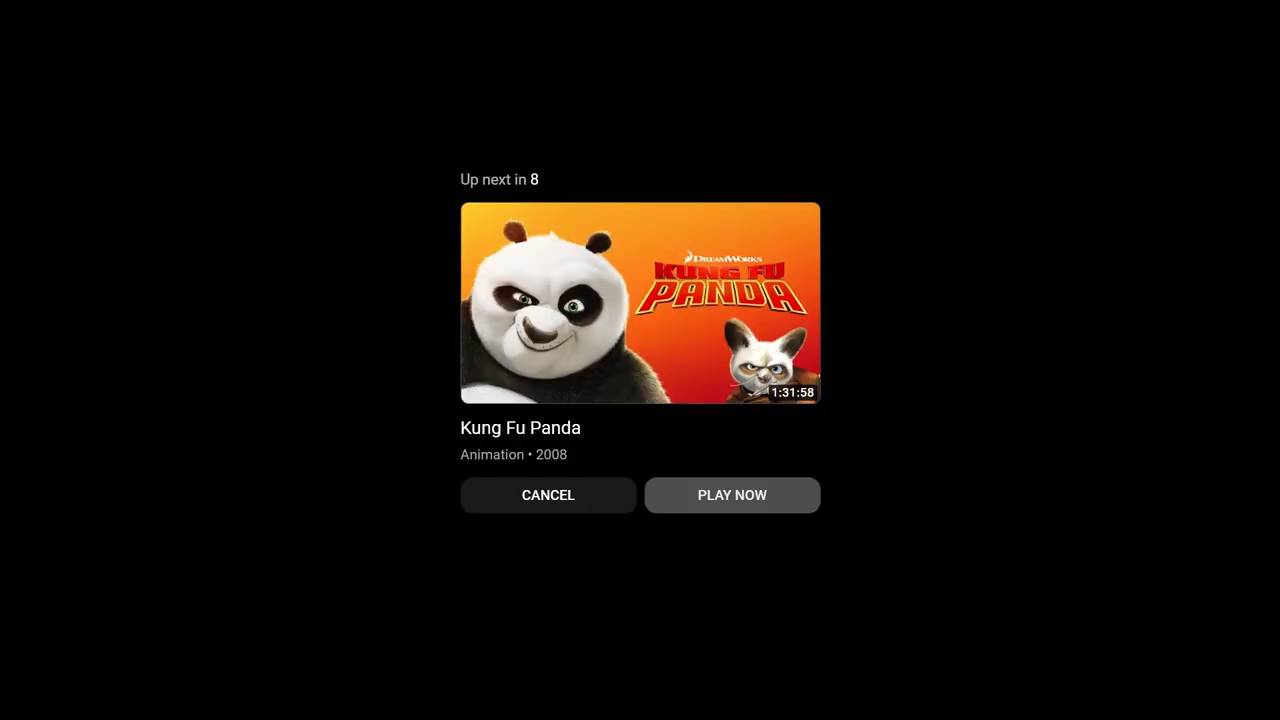 Up next in 8
DREAMWORKS
KUNG FU
PANDA
1:31:58
Kung Fu Panda
Animation • 2008
CANCEL
PLAY NOW